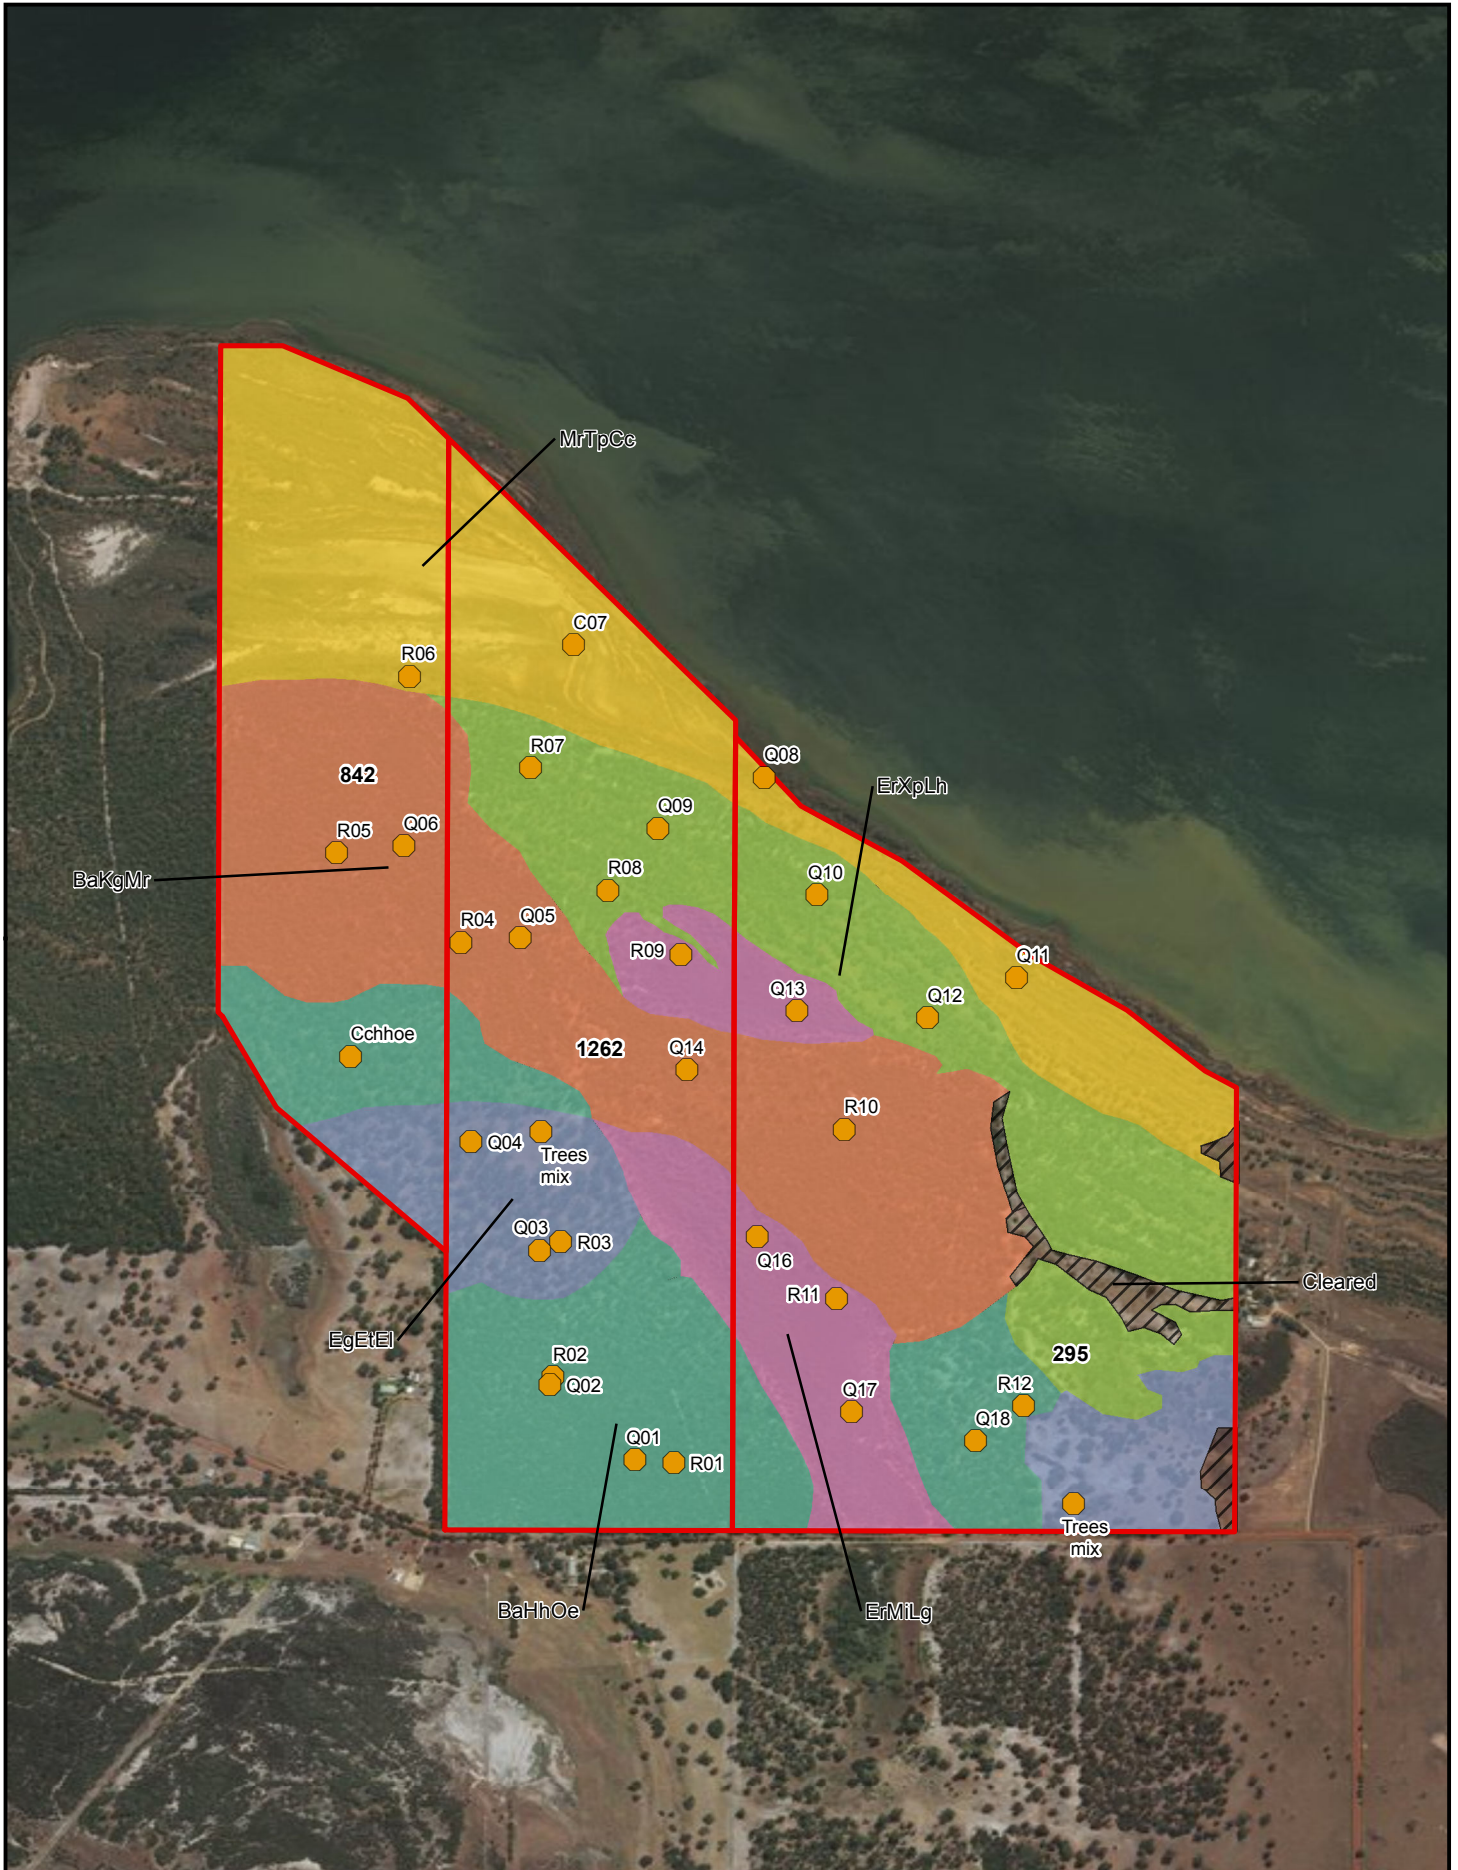 MrTpCc
C07
R06
R07
Q08
842
ErXpLh
Q09
R05
Q06
R08
Q10
BaKgMr
R04
Q05
R09
Q11
Q13
Q12
Cchhoe
1262
Q14
R10
Q04
Trees
mix
Q03
R03
Q16
R11
Cleared
EgEtEl
R02
Q02
295
Q17
R12
Q18
Q01
R01
Trees
mix
BaHhOe
ErMiLg